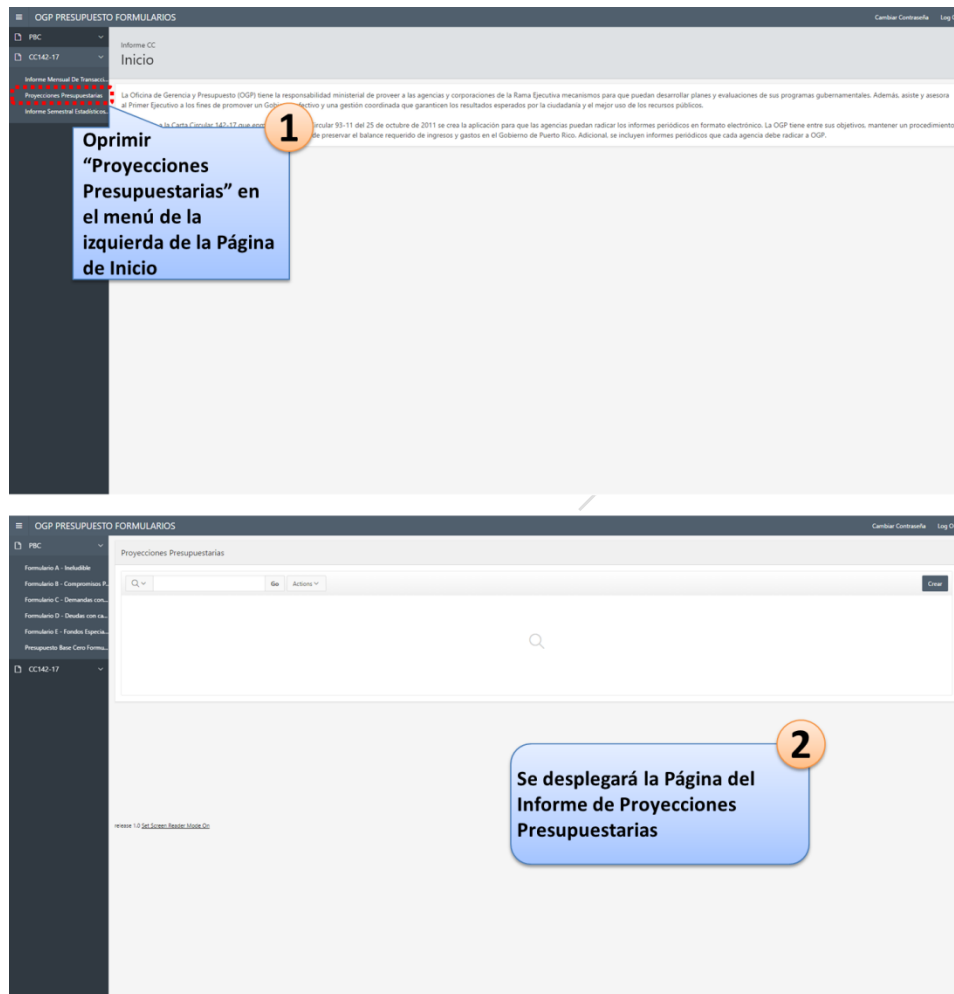 ≡ OGP PRESUPUESTO FORMULARIOS Cambiar Contraseña Log O
PBC
CC142-17
Informe Mensual De Transacci...
Proyecciones Presupuestarias
Informe Semestral Estadísticos...
Informe CC
Inicio
La Oficina de Gerencia y Presupuesto (OGP) tiene la responsabilidad ministerial de proveer a las agencias y corporaciones de la Rama Ejecutiva mecanismos para que puedan desarrollar planes y evaluaciones de sus programas gubernamentales. Además, asiste y asesora
al Primer Ejecutivo a los fines de promover un Gobierno efectivo y una gestión coordinada que garanticen los resultados esperados por la ciudadanía y el mejor uso de los recursos públicos.
a la Carta Circular 142-17 que ircular 93-11 del 25 de octubre de 2011 se crea la aplicación para que las agencias puedan radicar los informes periódicos en formato electrónico. La OGP tiene entre sus objetivos, mantener un procedimiento
de preservar el balance requerido de ingresos y gastos en el Gobierno de Puerto Rico. Adicional, se incluyen informes periódicos que cada agencia debe radicar a OGP.
1
Oprimir
“Proyecciones
Presupuestarias” en
el menú de la
izquierda de la Página
de Inicio
≡ OGP PRESUPUESTO FORMULARIOS Cambiar Contraseña Log O
PBC
Formulario A - Ineludible
Formulario B - Compromisos P...
Formulario C - Demandas con...
Formulario D - Deudas con ca...
Formulario E - Fondos Especia...
Presupuesto Base Cero Formu...
CC142-17
Proyecciones Presupuestarias
Go Actions Crear
2
Se desplegará la Página del
Informe de Proyecciones
Presupuestarias
release 1.0 Set Screen Reader Mode On